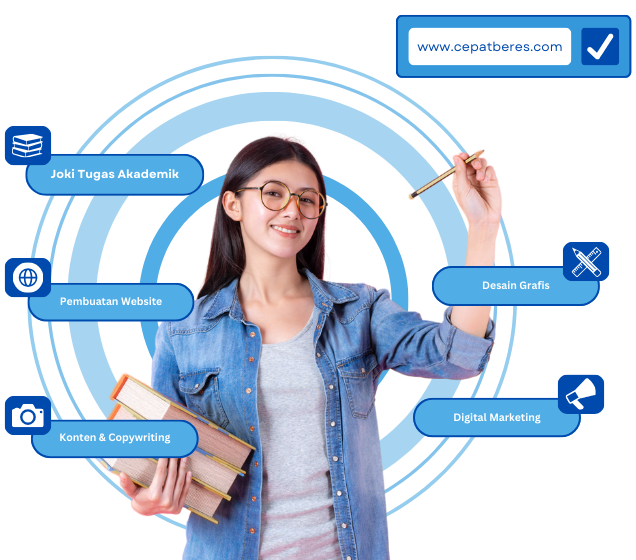 www.cepatberes.com
Joki Tugas Akademik
Pembuatan Website
Desain Grafis
Konten & Copywriting
Digital Marketing